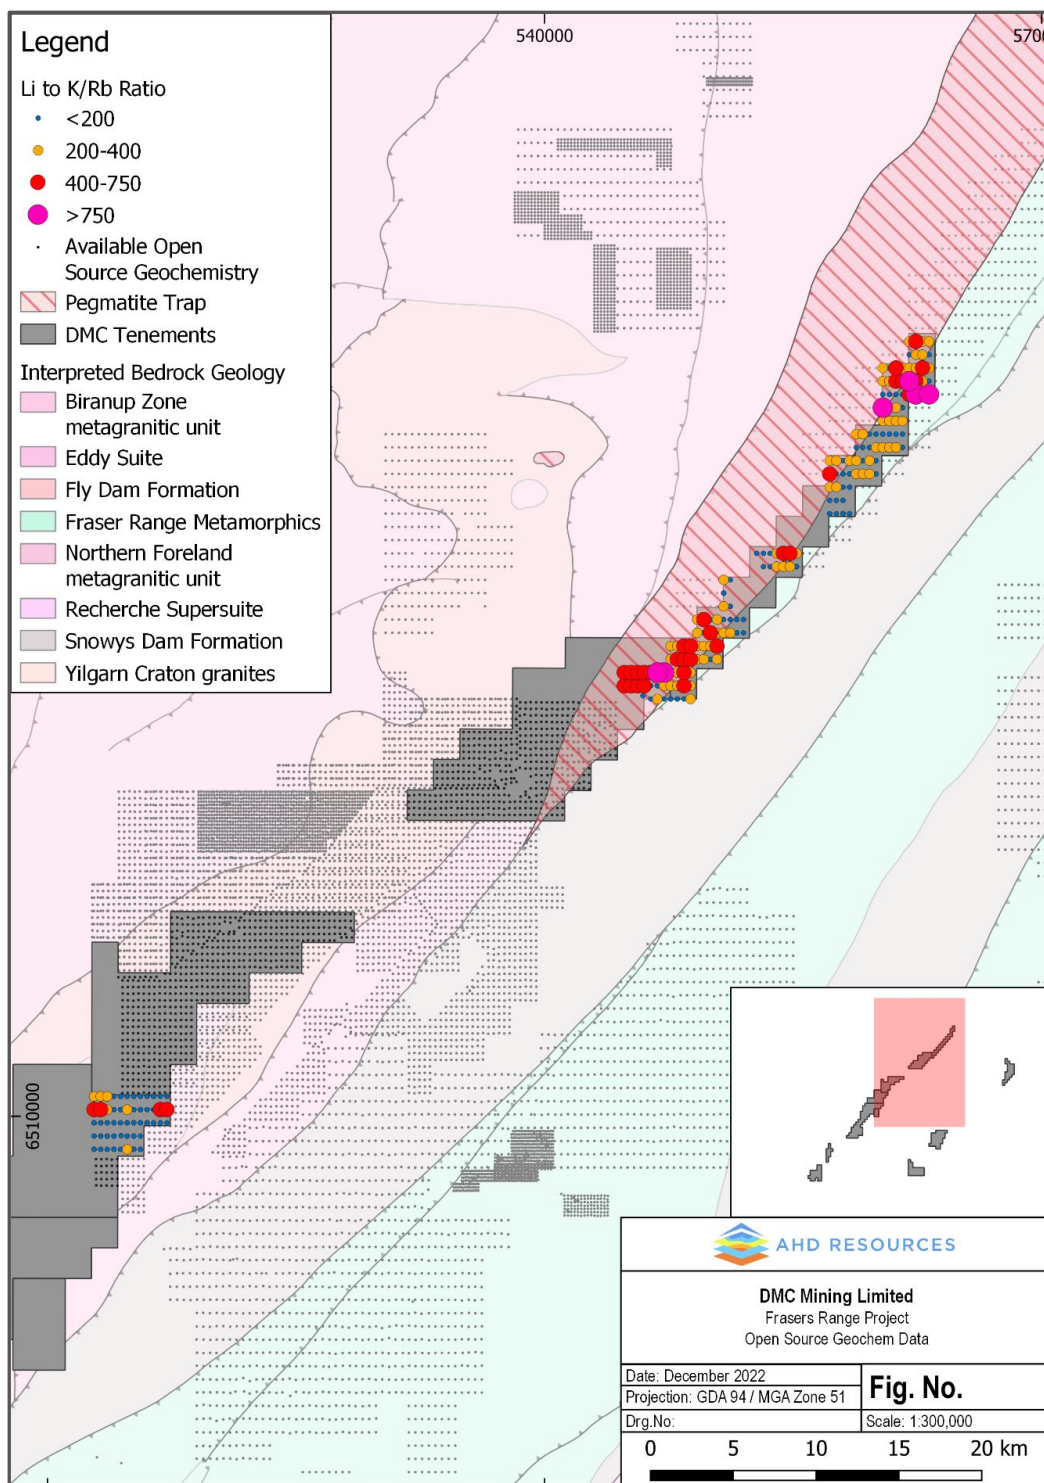 540000
570
Legend
Li to K/Rb Ratio
<200
200-400
400-750
>750
Available Open
Source Geochemistry
Pegmatite Trap
DMC Tenements
Interpreted Bedrock Geology
Biranup Zone
metagranitic unit
Eddy Suite
Fly Dam Formation
Fraser Range Metamorphics
Northern Foreland
metagranitic unit
Recherche Supersuite
Snowys Dam Formation
Yilgarn Craton granites
6510000
AHD RESOURCES
DMC Mining Limited
Frasers Range Project
Open Source Geochem Data
Date: December 2022
Projection: GDA 94 / MGA Zone 51
Drg.No:
Fig. No.
Scale: 1:300,000
0 5 10 15 20 km